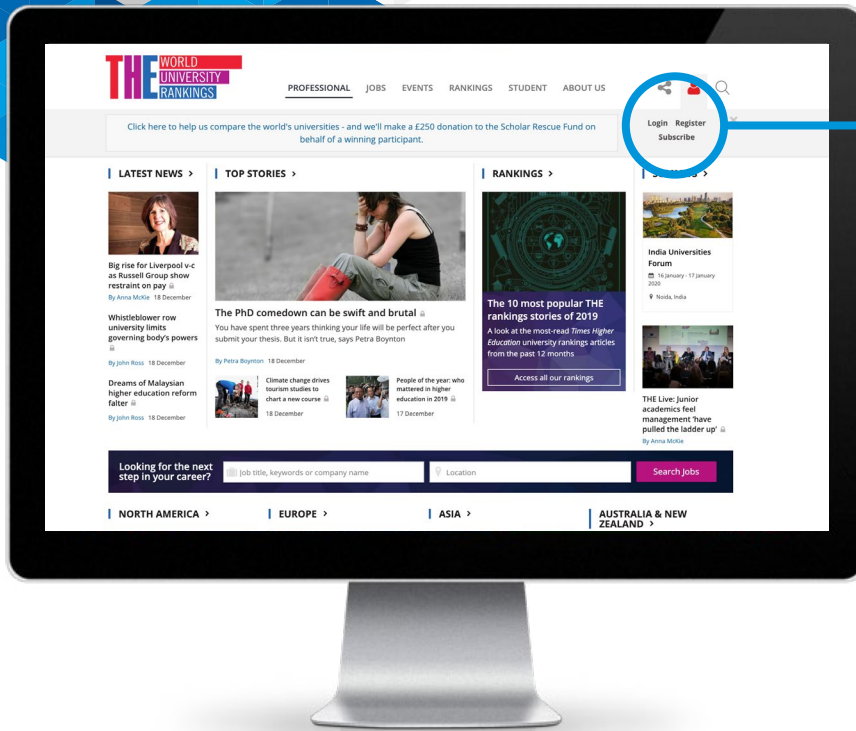 THE WORLD
UNIVERSITY
RANKINGS
PROFESSIONAL JOBS EVENTS RANKINGS STUDENT ABOUT US
Click here to help us compare the world's universities - and we'll make a £250 donation to the Scholar Rescue Fund on
behalf of a winning participant.
Login Register
Subscribe
LATEST NEWS >
Big rise for Liverpool v-c
as Russell Group show
restraint on pay
By Anna McKie 18 December
Whistleblower row
university limits
governing body's powers
By John Ross 18 December
Dreams of Malaysian
higher education reform
falter
By John Ross 18 December
TOP STORIES >
The PhD comedown can be swift and brutal
You have spent three years thinking your life will be perfect after you
submit your thesis. But it isn't true, says Petra Boynton
By Petra Boynton 18 December
Climate change drives
tourism studies to
chart a new course
18 December
People of the year: who
mattered in higher
education in 2019
17 December
RANKINGS >
The 10 most popular THE
rankings stories of 2019
A look at the most-read Times Higher
Education university rankings articles
from the past 12 months
Access all our rankings
India Universities
Forum
16 January - 17 January
2020
Noida, India
THE Live: Junior
academics feel
management 'have
pulled the ladder up'
By Anna McKie
Looking for the next
step in your career?
Job title, keywords or company name
Location
Search Jobs
NORTH AMERICA >
EUROPE >
ASIA >
AUSTRALIA & NEW
ZEALAND >